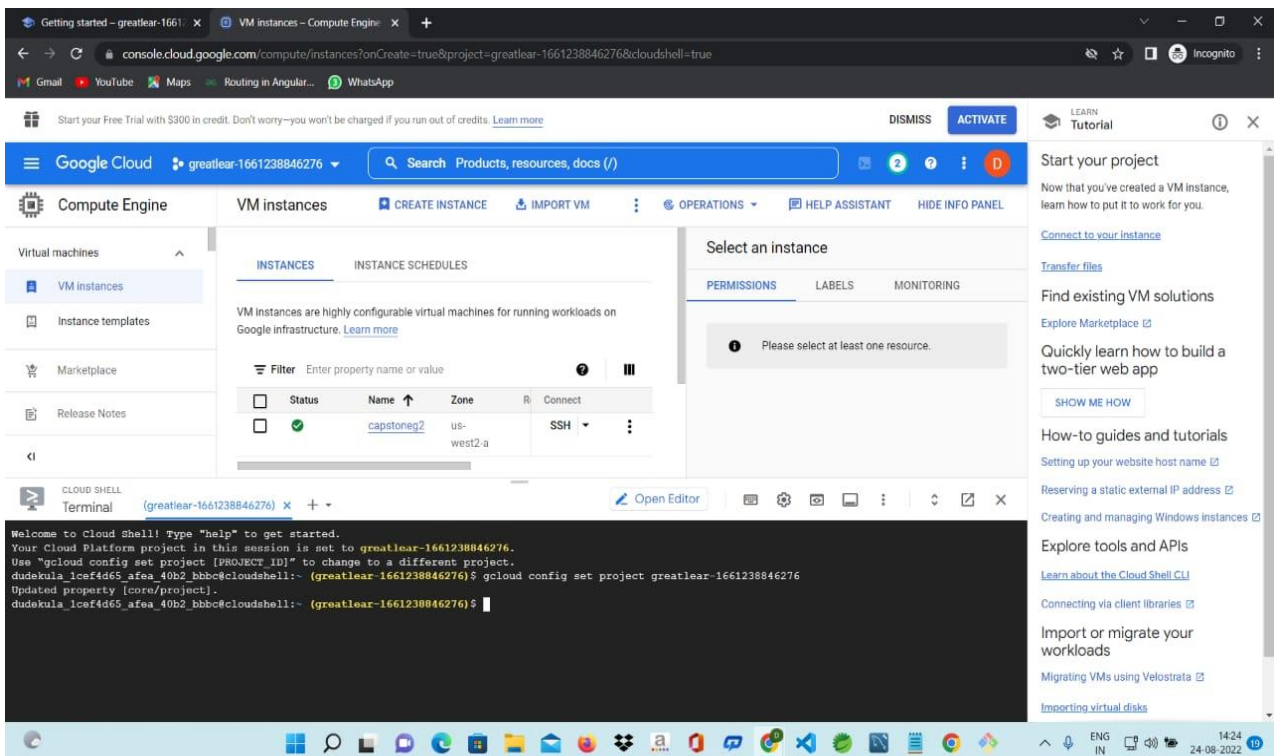 Getting started – greatlear-1661
VM instances – Compute Engine
console.cloud.google.com/compute/instances?onCreate=true&project=greatlear-1661238846276&cloudshell=true
Incognito
Gmail YouTube Maps Routing in Angular... WhatsApp
Start your Free Trial with $300 in credit. Don't worry—you won't be charged if you run out of credits. Learn more
DISMISS ACTIVATE
Google Cloud greatlear-1661238846276 Search Products, resources, docs (/)
2 D
Compute Engine
Virtual machines
VM instances
Instance templates
Marketplace
Release Notes
VM instances CREATE INSTANCE IMPORT VM OPERATIONS HELP ASSISTANT HIDE INFO PANEL
INSTANCES INSTANCE SCHEDULES
VM instances are highly configurable virtual machines for running workloads on
Google infrastructure. Learn more
Filter Enter property name or value
Status Name Zone Connect
capstoneg2 us-
west2-a SSH
Select an instance
PERMISSIONS LABELS MONITORING
Please select at least one resource.
LEARN
Tutorial
Start your project
Now that you've created a VM instance,
learn how to put it to work for you.
Connect to your instance
Transfer files
Find existing VM solutions
Explore Marketplace
Quickly learn how to build a
two-tier web app
SHOW ME HOW
How-to guides and tutorials
Setting up your website host name
Reserving a static external IP address
Creating and managing Windows instances
Explore tools and APIs
Learn about the Cloud Shell CLI
Connecting via client libraries
Import or migrate your
workloads
Migrating VMs using Velostrata
Importing virtual disks
CLOUD SHELL
Terminal (greatlear-1661238846276) Open Editor
Welcome to Cloud Shell! Type "help" to get started.
Your Cloud Platform project in this session is set to greatlear-1661238846276.
Use "gcloud config set project [PROJECT_ID]" to change to a different project.
dudekula_1cef4d65_afea_40b2_bbbc@cloudshell:~ (greatlear-1661238846276)$ gcloud config set project greatlear-1661238846276
Updated property [core/project].
dudekula_1cef4d65_afea_40b2_bbbc@cloudshell:~ (greatlear-1661238846276)$
ENG
IN
14:24
24-08-2022
19